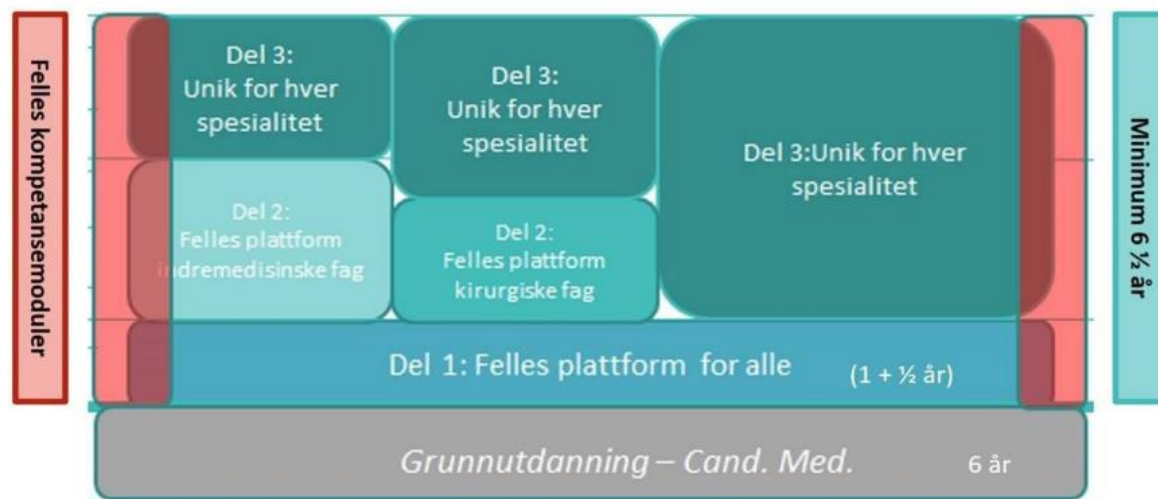 Felles kompetansemoduler
Del 3:
Unik for hver
spesialitet
Del 2:
Felles plattform
indremedisinske fag
Del 3:
Unik for hver
spesialitet
Del 2:
Felles plattform
kirurgiske fag
Del 3:Unik for hver
spesialitet
Del 1: Felles plattform for alle (1 + ½ år)
Grunnutdanning – Cand. Med. 6 år
Minimum 6 ½ år